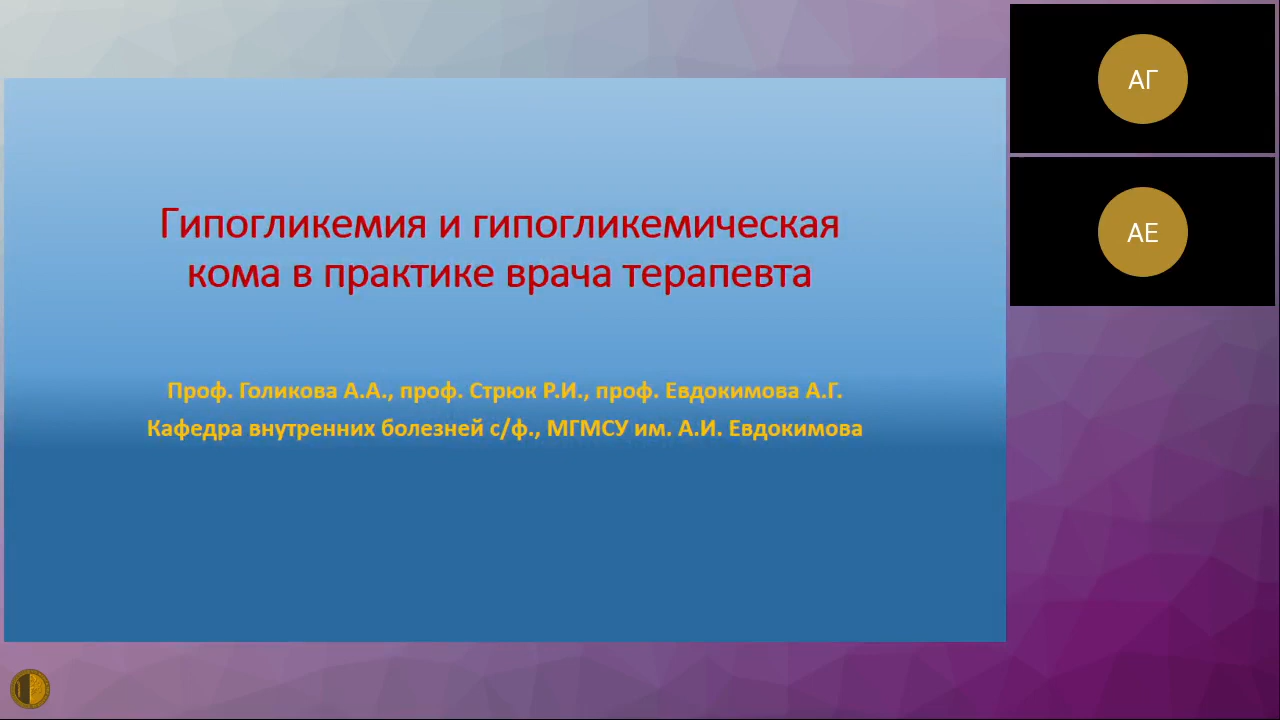 Гипогликемия и гипогликемическая
кома в практике врача терапевта
Проф. Голикова А.А., проф. Стрюк Р.И., проф. Евдокимова А.Г.
Кафедра внутренних болезней с/ф., МГМСУ им. А.И. Евдокимова
АГ
АЕ